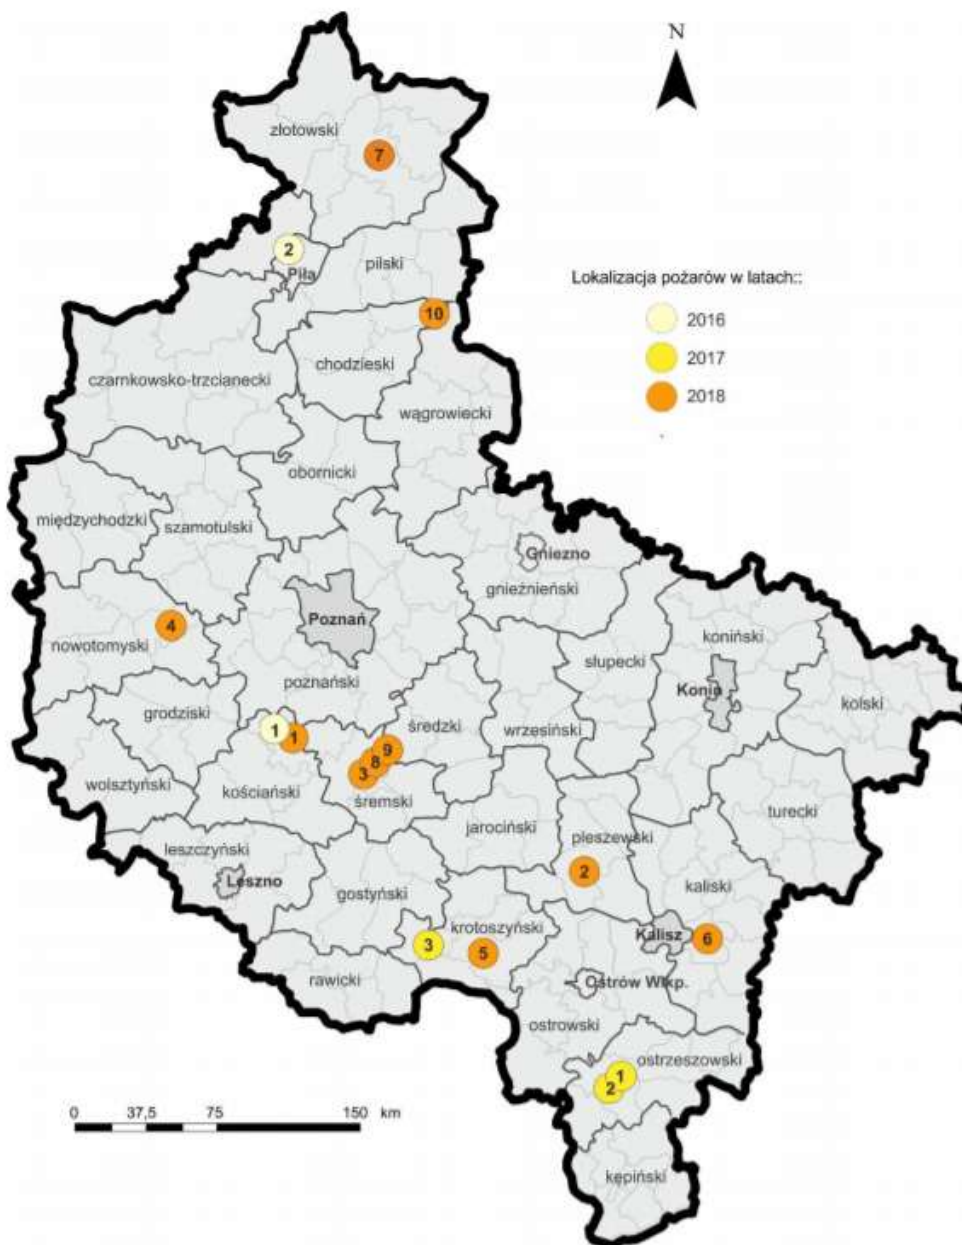 N
złotowski
7
2
Piła
pilski
Lokalizacja pożarów w latach::
2016
2017
2018
10
chodzieski
czarnkowsko-trzcianecki
wągrowiecki
obornicki
międzychodzki
szamotulski
Gniezno
gnieźnieński
Poznań
4
nowotomyski
koniński
słupecki
Konin
poznański
kolski
grodziski
średzki
wrzesiński
1
1
9
8
3
wolsztyński
kościański
śremski
turecki
jarociński
pleszewski
leszczyński
2
Leszno
gostyński
kaliski
krotoszyński
Kalisz
6
3
5
rawicki
Ostrów Wlkp.
ostrowski
ostrzeszowski
1
2
0 37,5 75 150 km
kępiński